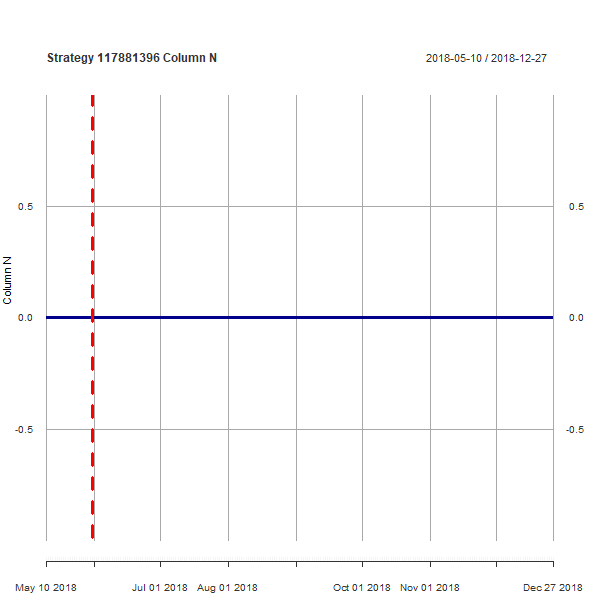 Strategy 117881396 Column N
2018-05-10 / 2018-12-27
0.5
0.5
Column N
0.0
0.0
-0.5
-0.5
May 10 2018
Jul 01 2018
Aug 01 2018
Oct 01 2018
Nov 01 2018
Dec 27 2018